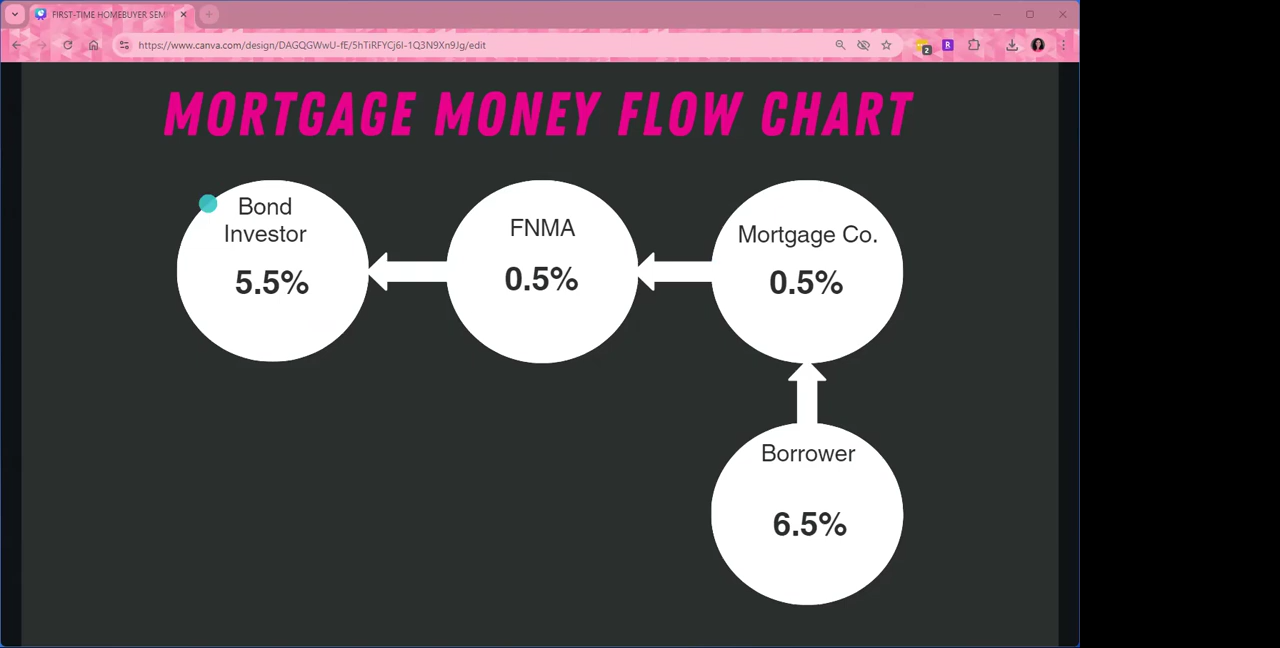 FIRST-TIME HOMEBUYER SEM
https://www.canva.com/design/DAGQGWwU-fE/5hTiRFYCj6I-1Q3N9Xn9Jg/edit
2
R
MORTGAGE MONEY FLOW CHART
Bond
Investor
5.5%
FNMA
0.5%
Mortgage Co.
0.5%
Borrower
6.5%